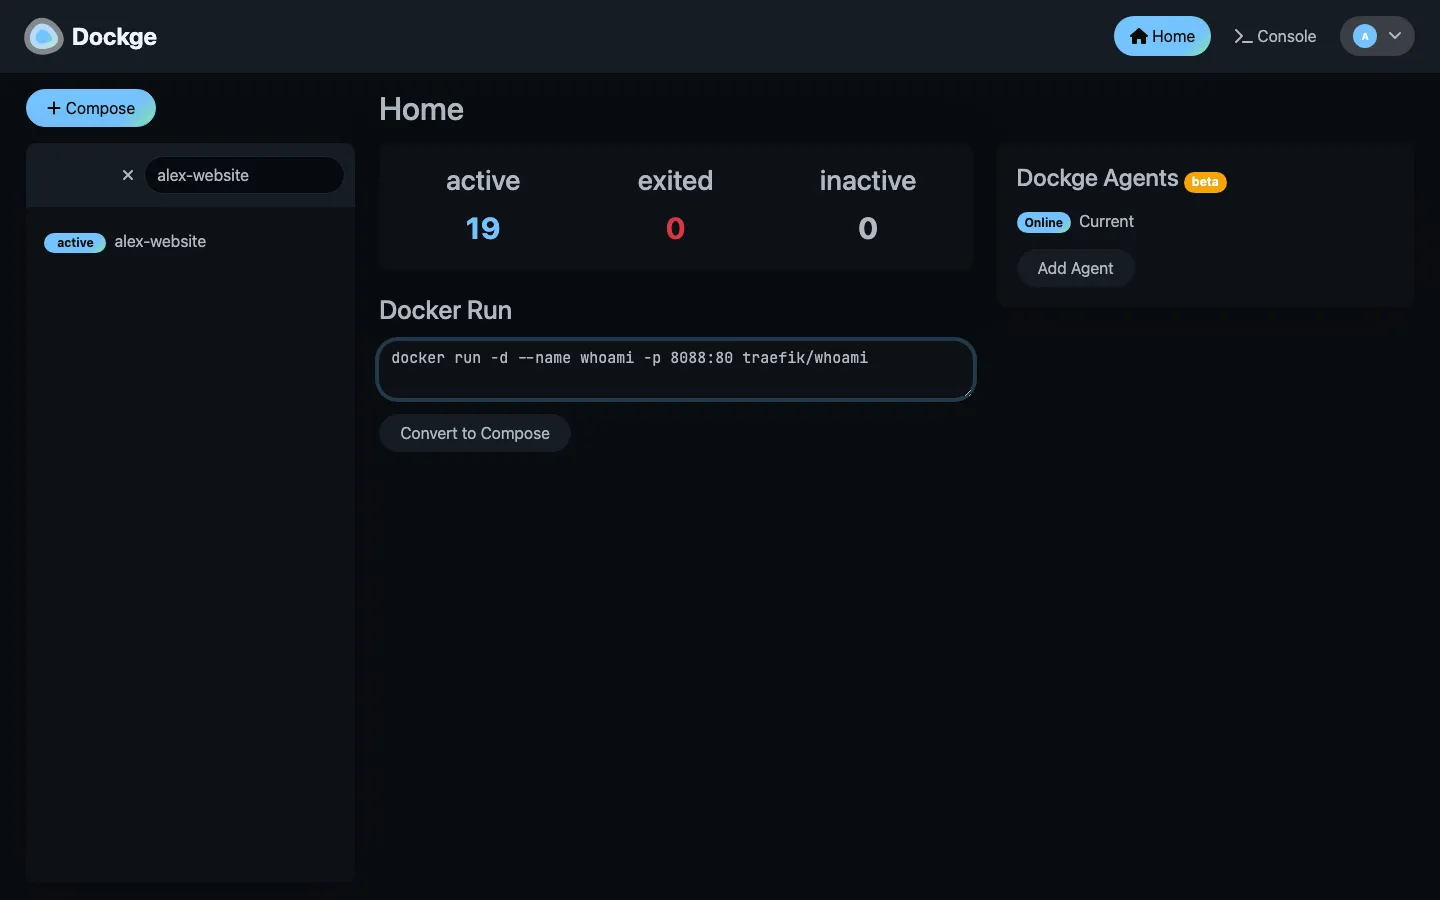 Dockge
Home
Console
A
Compose
alex-website
active alex-website
Home
active
19
exited
0
inactive
0
Docker Run
docker run -d --name whoami -p 8088:80 traefik/whoami
Convert to Compose
Dockge Agents beta
Online Current
Add Agent